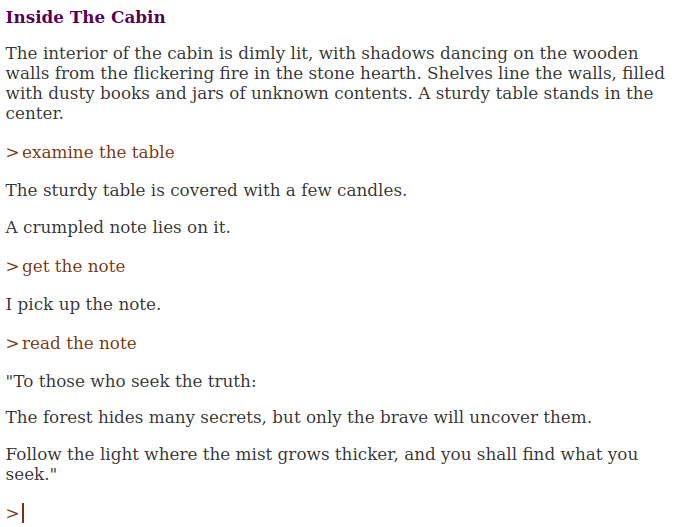 Inside The Cabin
The interior of the cabin is dimly lit, with shadows dancing on the wooden
walls from the flickering fire in the stone hearth. Shelves line the walls, filled
with dusty books and jars of unknown contents. A sturdy table stands in the
center.
>examine the table
The sturdy table is covered with a few candles.
A crumpled note lies on it.
>get the note
I pick up the note.
>read the note
"To those who seek the truth:
The forest hides many secrets, but only the brave will uncover them.
Follow the light where the mist grows thicker, and you shall find what you
seek."
>